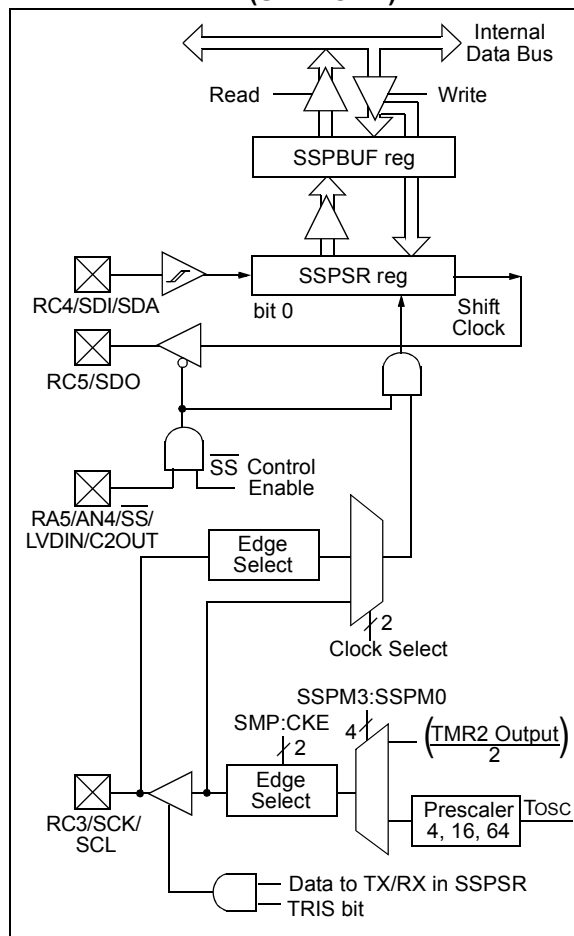 Internal
Data Bus
Read
Write
SSPBUF reg
SSPSR reg
RC4/SDI/SDA
bit 0
Shift
Clock
RC5/SDO
SS Control
Enable
RA5/AN4/SS/
LVDIN/C2OUT
Edge
Select
2
Clock Select
SSPM3:SSPM0
SMP:CKE
4
(TMR2 Output)
2
2
Edge
Select
RC3/SCK/
SCL
Prescaler
4, 16, 64
TOSC
Data to TX/RX in SSPSR
TRIS bit